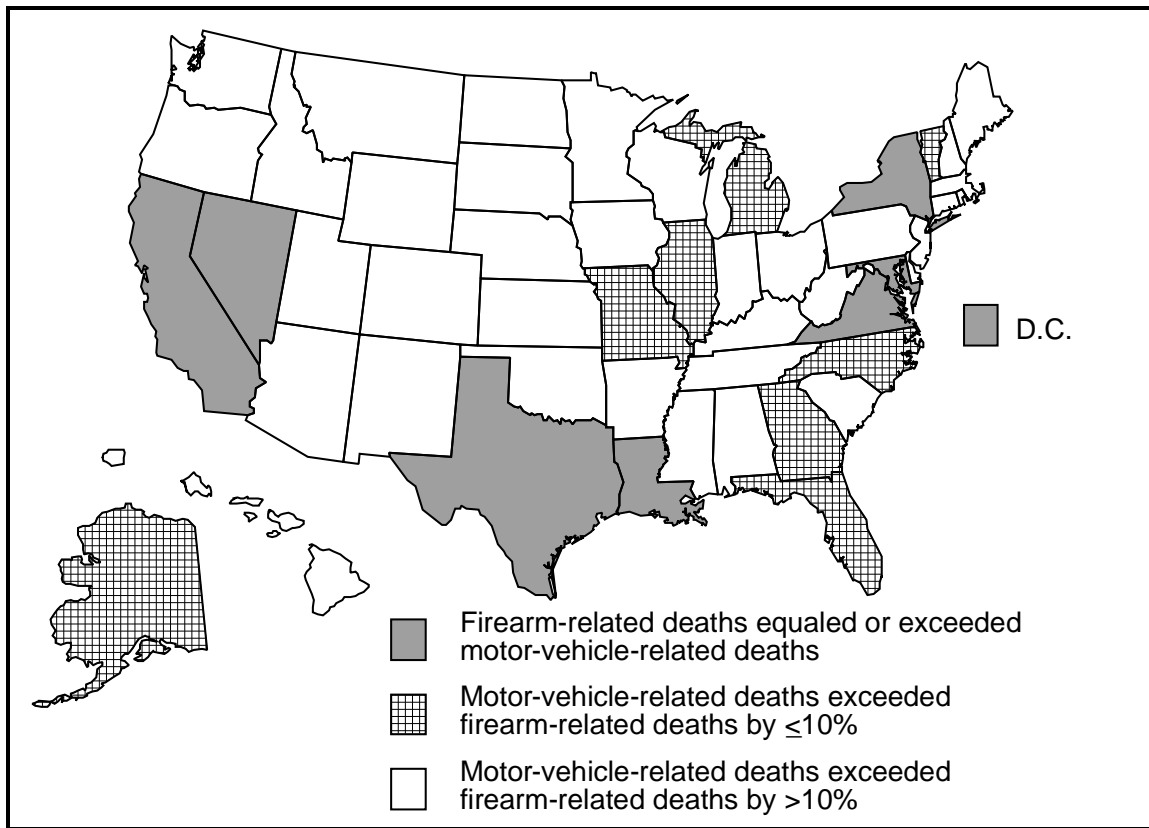 D.C.
Firearm-related deaths equaled or exceeded
motor-vehicle-related deaths
Motor-vehicle-related deaths exceeded
firearm-related deaths by ≤10%
Motor-vehicle-related deaths exceeded
firearm-related deaths by >10%